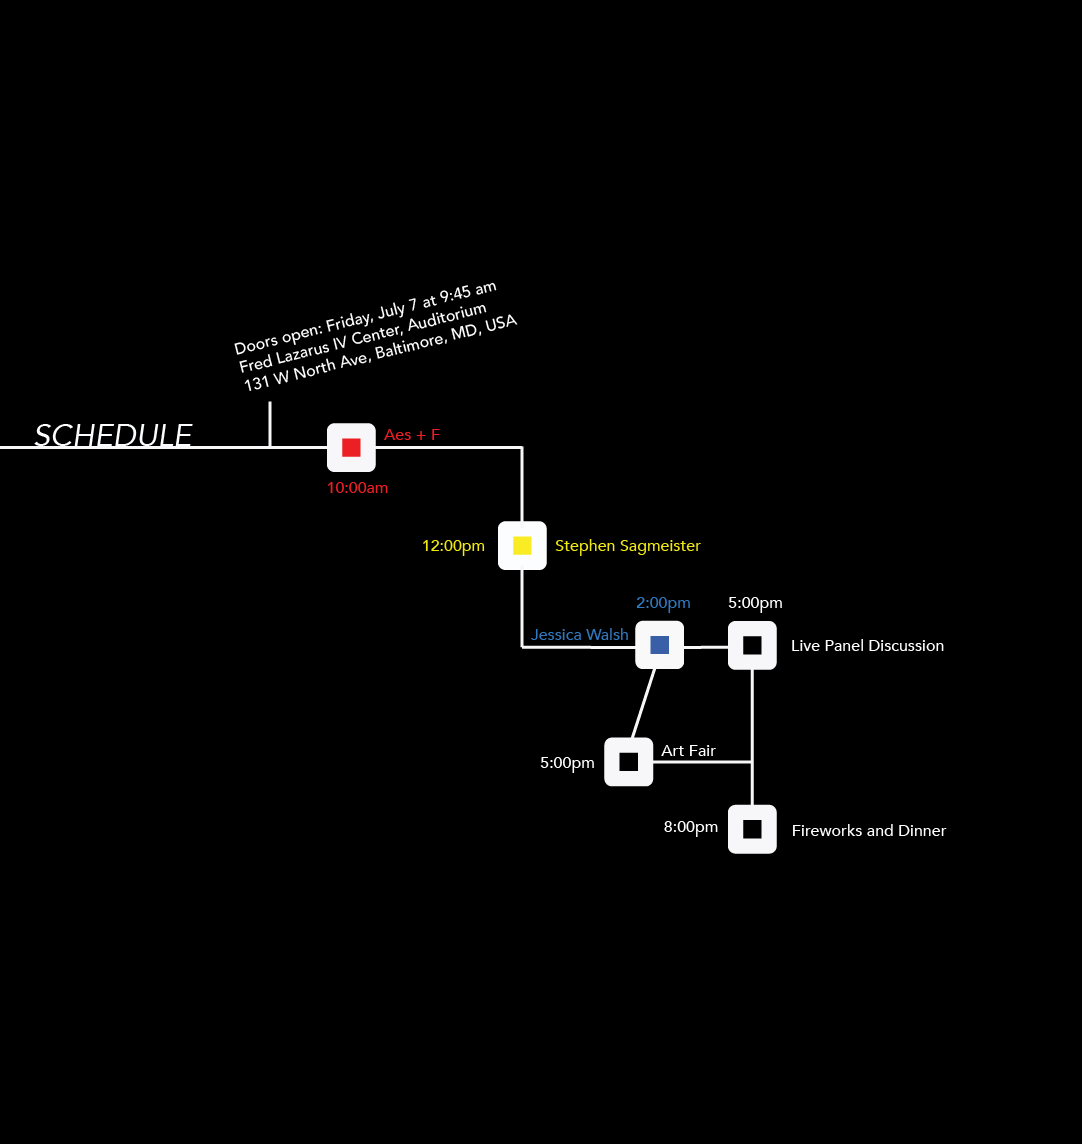 Doors open: Friday, July 7 at 9:45 am
Fred Lazarus IV Center, Auditorium
131 W North Ave, Baltimore, MD, USA
SCHEDULE
Aes + F
10:00am
12:00pm
Stephen Sagmeister
2:00pm
Jessica Walsh
5:00pm
Live Panel Discussion
5:00pm
Art Fair
8:00pm
Fireworks and Dinner